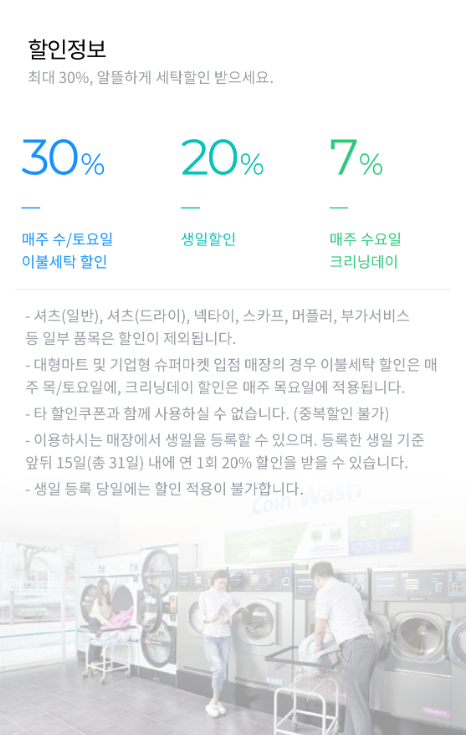 할인정보
최대 30%, 알뜰하게 세탁할인 받으세요.
30%
20%
7%
매주 수/토요일
이불세탁 할인
생일할인
매주 수요일
크리닝데이
- 셔츠(일반), 셔츠(드라이), 넥타이, 스카프, 머플러, 부가서비스
등 일부 품목은 할인이 제외됩니다.
- 대형마트 및 기업형 슈퍼마켓 입점 매장의 경우 이불세탁 할인은 매
주 목/토요일에, 크리닝데이 할인은 매주 목요일에 적용됩니다.
- 타 할인쿠폰과 함께 사용하실 수 없습니다. (중복할인 불가)
- 이용하시는 매장에서 생일을 등록할 수 있으며. 등록한 생일 기준
앞뒤 15일(총 31일) 내에 연 1회 20% 할인을 받을 수 있습니다.
- 생일 등록 당일에는 할인 적용이 불가합니다.
Coin Wash